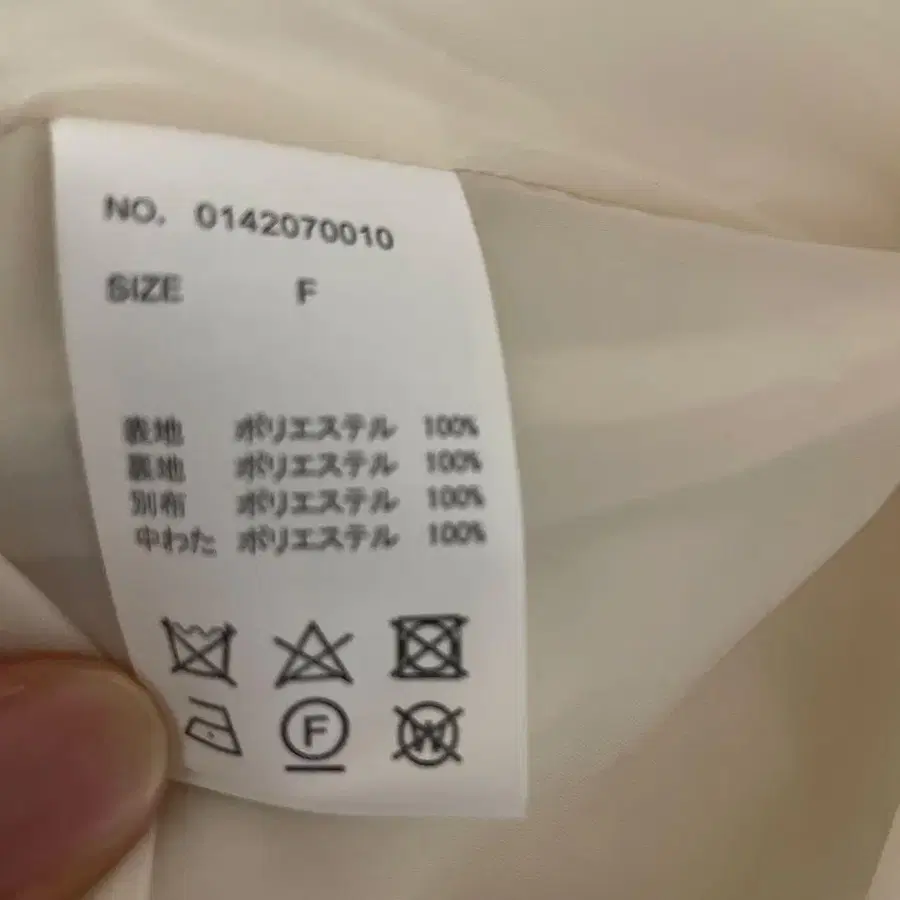 NO. 0142070010
SIZE F
表地 ポリエステル 100%
裏地 ポリエステル 100%
別布 ポリエステル 100%
中わた ポリエステル 100%
F W